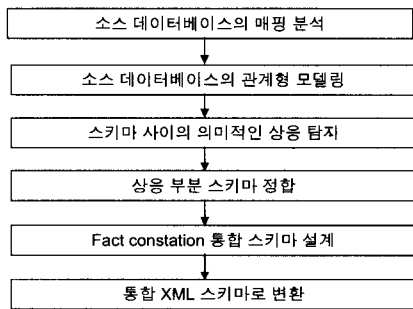 소스 데이터베이스의 매핑 분석
소스 데이터베이스의 관계형 모델링
스키마 사이의 의미적인 상응 탐자
상응 부분 스키마 정합
Fact constation 통합 스키마 설계
통합 XML 스키마로 변환